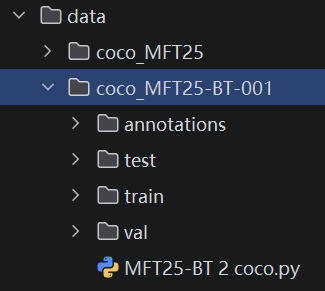 data
coco_MFT25
coco_MFT25-BT-001
annotations
test
train
val
MFT25-BT 2 coco.py